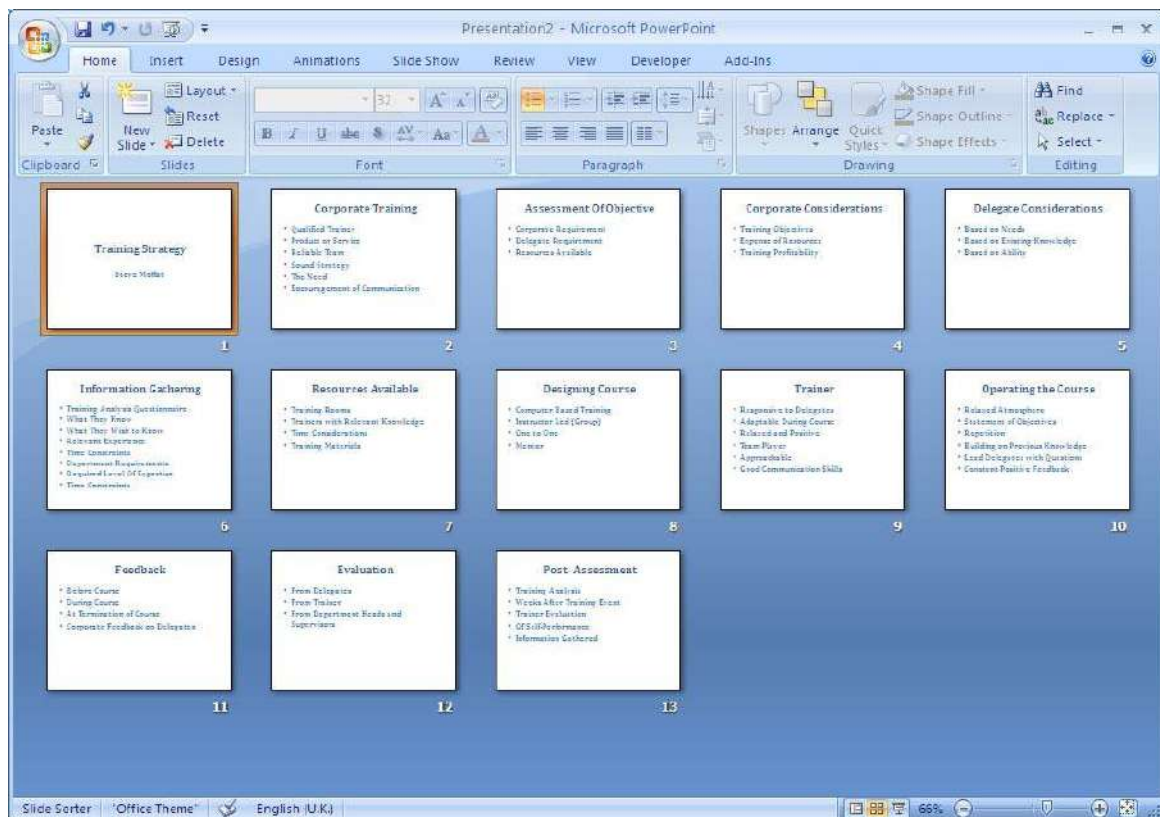 Presentation2 - Microsoft PowerPoint
Home Insert Design Animations Slide Show Review View Developer Add-Ins
Paste
New Slide
Layout
Reset
Delete
32
B I U abc S AV Aa A
Shapes Arrange Quick Styles
Shape Fill
Shape Outline
Shape Effects
Find
Replace
Select
Clipboard Slides Font Paragraph Drawing Editing
Training Strategy
1
Corporate Training
Qualified Trainer
Product or Service
Reliable Team
Sound Strategy
The Need
Encouragement of Communication
2
Assessment Of Objective
Corporate Requirement
Delegate Requirement
Resources Available
3
Corporate Considerations
Training Objectives
Expense of Resources
Training Profitability
4
Delegate Considerations
Based on Needs
Based on Existing Knowledge
Based on Ability
5
Information Gathering
Training Analysis Questionnaire
What They Know
What They Wish to Know
Relevant Experience
Time Constraints
Department Requirements
Required Level Of Expertise
Time Constraints
6
Resources Available
Training Rooms
Trainers with Relevant Knowledge
Time Considerations
Training Materials
7
Designing Course
Computer Based Training
Instructor Led (Group)
One to One
Mentor
8
Trainer
Responsive to Delegates
Adaptable During Course
Relaxed and Positive
Team Player
Approachable
Good Communication Skills
9
Operating the Course
Relaxed Atmosphere
Statement of Objectives
Repetition
Building on Previous Knowledge
Lead Delegates with Questions
Constant Positive Feedback
10
Feedback
Before Course
During Course
At Termination of Course
Corporate Feedback on Delegates
11
Evaluation
From Delegates
From Trainer
From Department Heads and
Supervisors
12
Post Assessment
Training Analysis
Weeks After Training Event
Trainer Evaluation
Of Self-Performance
Information Gathered
13
Slide Sorter "Office Theme" English (U.K.) 66%